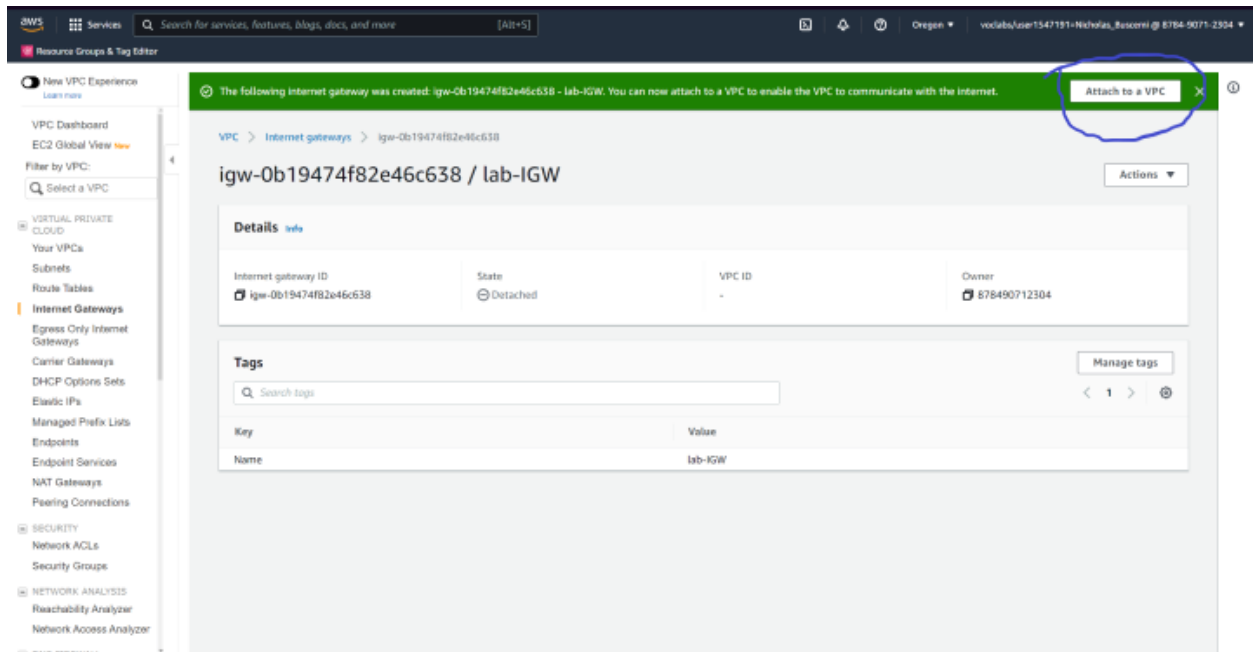 aws Services Search for services, features, blogs, docs, and more [Alt+S] Oregon voclabs/user1547191=Nicholas_Buscemi @ 8784-9071-2304
Resource Groups & Tag Editor
New VPC Experience
Learn more
The following internet gateway was created: igw-0b19474f82e46c638 - lab-IGW. You can now attach to a VPC to enable the VPC to communicate with the internet. Attach to a VPC
VPC Dashboard
EC2 Global View New
Filter by VPC:
Select a VPC
VIRTUAL PRIVATE
CLOUD
Your VPCs
Subnets
Route Tables
Internet Gateways
Egress Only Internet
Gateways
Carrier Gateways
DHCP Options Sets
Elastic IPs
Managed Prefix Lists
Endpoints
Endpoint Services
NAT Gateways
Peering Connections
SECURITY
Network ACLs
Security Groups
NETWORK ANALYSIS
Reachability Analyzer
Network Access Analyzer
VPC > Internet gateways > igw-0b19474f82e46c638
igw-0b19474f82e46c638 / lab-IGW
Actions
Details Info
Internet gateway ID State VPC ID Owner
igw-0b19474f82e46c638 Detached - 878490712304
Tags
Manage tags
Search tags
< 1 >
Key Value
Name lab-IGW